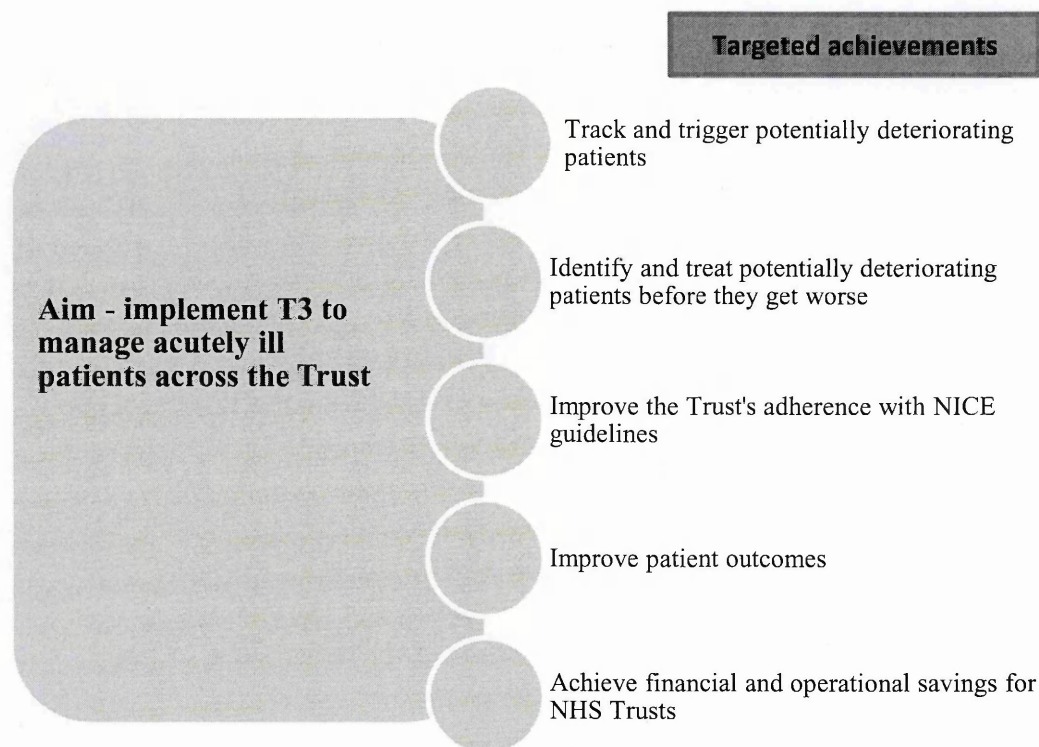 Targeted achievements
Track and trigger potentially deteriorating
patients
Identify and treat potentially deteriorating
patients before they get worse
Aim - implement T3 to
manage acutely ill
patients across the Trust
Improve the Trust's adherence with NICE
guidelines
Improve patient outcomes
Achieve financial and operational savings for
NHS Trusts